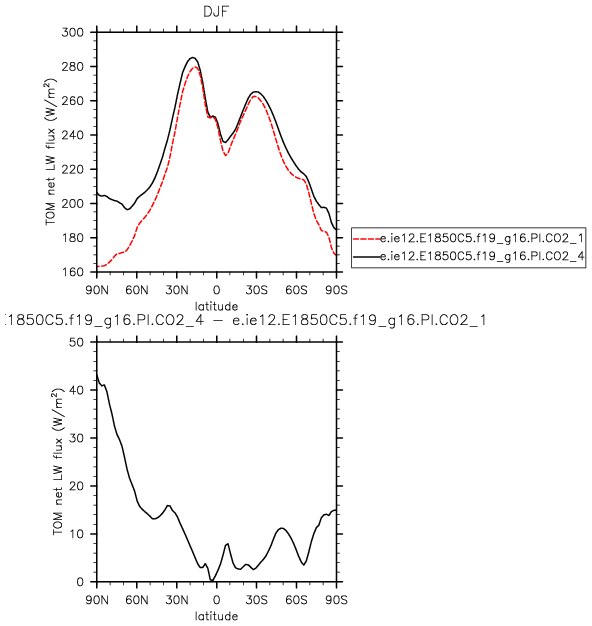 DJF
300
280
260
240
220
200
180
160
TOM net LW flux (W/m²)
90N 60N 30N 0 30S 60S 90S
latitude
e.ie12.E1850C5.f19_g16.PI.CO2_1
e.ie12.E1850C5.f19_g16.PI.CO2_4
.1850C5.f19_g16.PI.CO2_4 – e.ie12.E1850C5.f19_g16.PI.CO2_1
50
40
30
20
10
0
TOM net LW flux (W/m²)
90N 60N 30N 0 30S 60S 90S
latitude